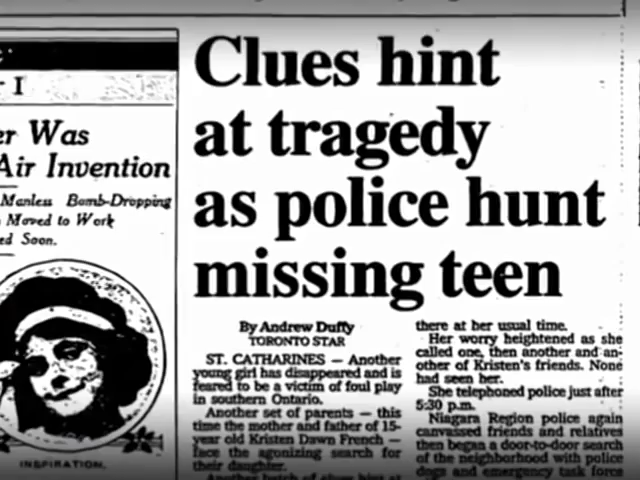 I
er Was
Air Invention
Manless Bomb-Dropping
Moved to Work
ed Soon.
INSPIRATION.
Clues hint
at tragedy
as police hunt
missing teen
By Andrew Duffy
TORONTO STAR
ST. CATHARINES — Another
young girl has disappeared and is
feared to be a victim of foul play
in southern Ontario.
Another set of parents — this
time the mother and father of 15-
year old Kristen Dawn French —
face the agonizing search for
their daughter.
Another batch of clues hint at
there at her usual time.
Her worry heightened as she
called one, then another and an-
other of Kristen's friends. None
had seen her.
She telephoned police just after
5:30 p.m.
Niagara Region police again
canvassed friends and relatives
then began a door-to-door search
of the neighborhood with police
dogs and emergency task force